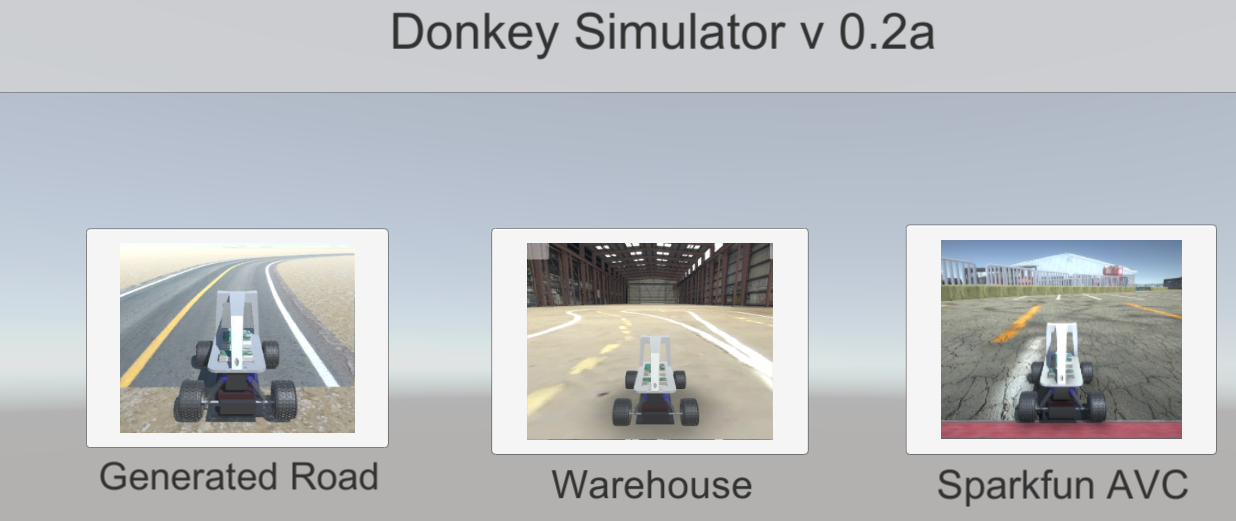 Donkey Simulator v 0.2a
Generated Road
Warehouse
Sparkfun AVC